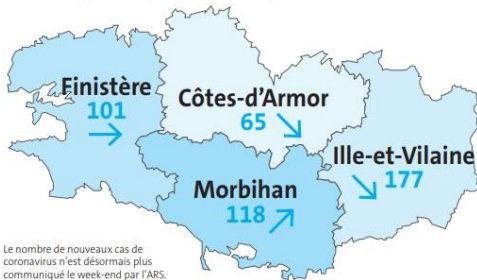 Finistère
101
Côtes-d'Armor
65
Ille-et-Vilaine
177
Morbihan
118
Le nombre de nouveaux cas de
coronavirus n'est désormais plus
communiqué le week-end par l'ARS.